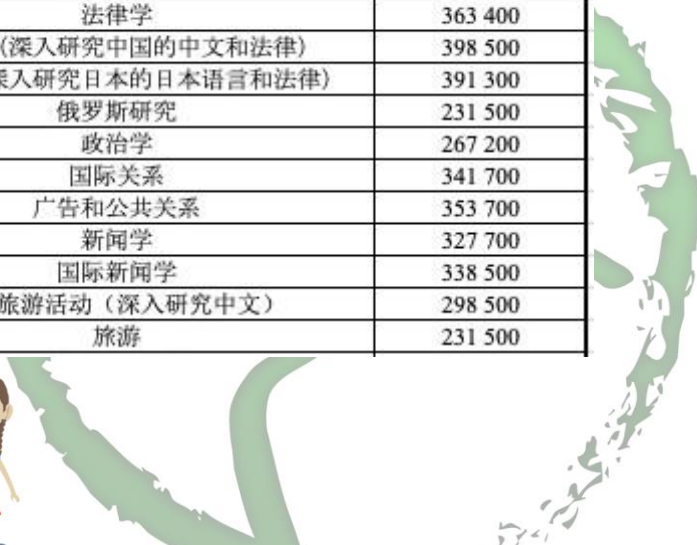 法律学 363 400
(深入研究中国的中文和法律) 398 500
入研究日本的日本语言和法律) 391 300
俄罗斯研究 231 500
政治学 267 200
国际关系 341 700
广告和公共关系 353 700
新闻学 327 700
国际新闻学 338 500
旅游活动（深入研究中文） 298 500
旅游 231 500